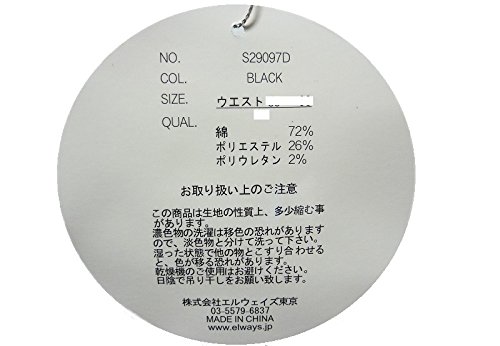 NO. S29097D
COL. BLACK
SIZE. ウエスト
QUAL.
綿 72%
ポリエステル 26%
ポリウレタン 2%
お取り扱い上のご注意
この商品は生地の性質上、多少縮む事
があります。
濃色物の洗濯は移色の恐れがあります
ので、淡色物と分けて洗って下さい。
湿った状態で他の物とこすり合わせる
と、色が移る恐れがあります。
乾燥機のご使用はお避けください。
日陰で吊り干しをお願い致します。
株式会社エルウェイズ東京
03-5579-6837
MADE IN CHINA
www.elways.jp